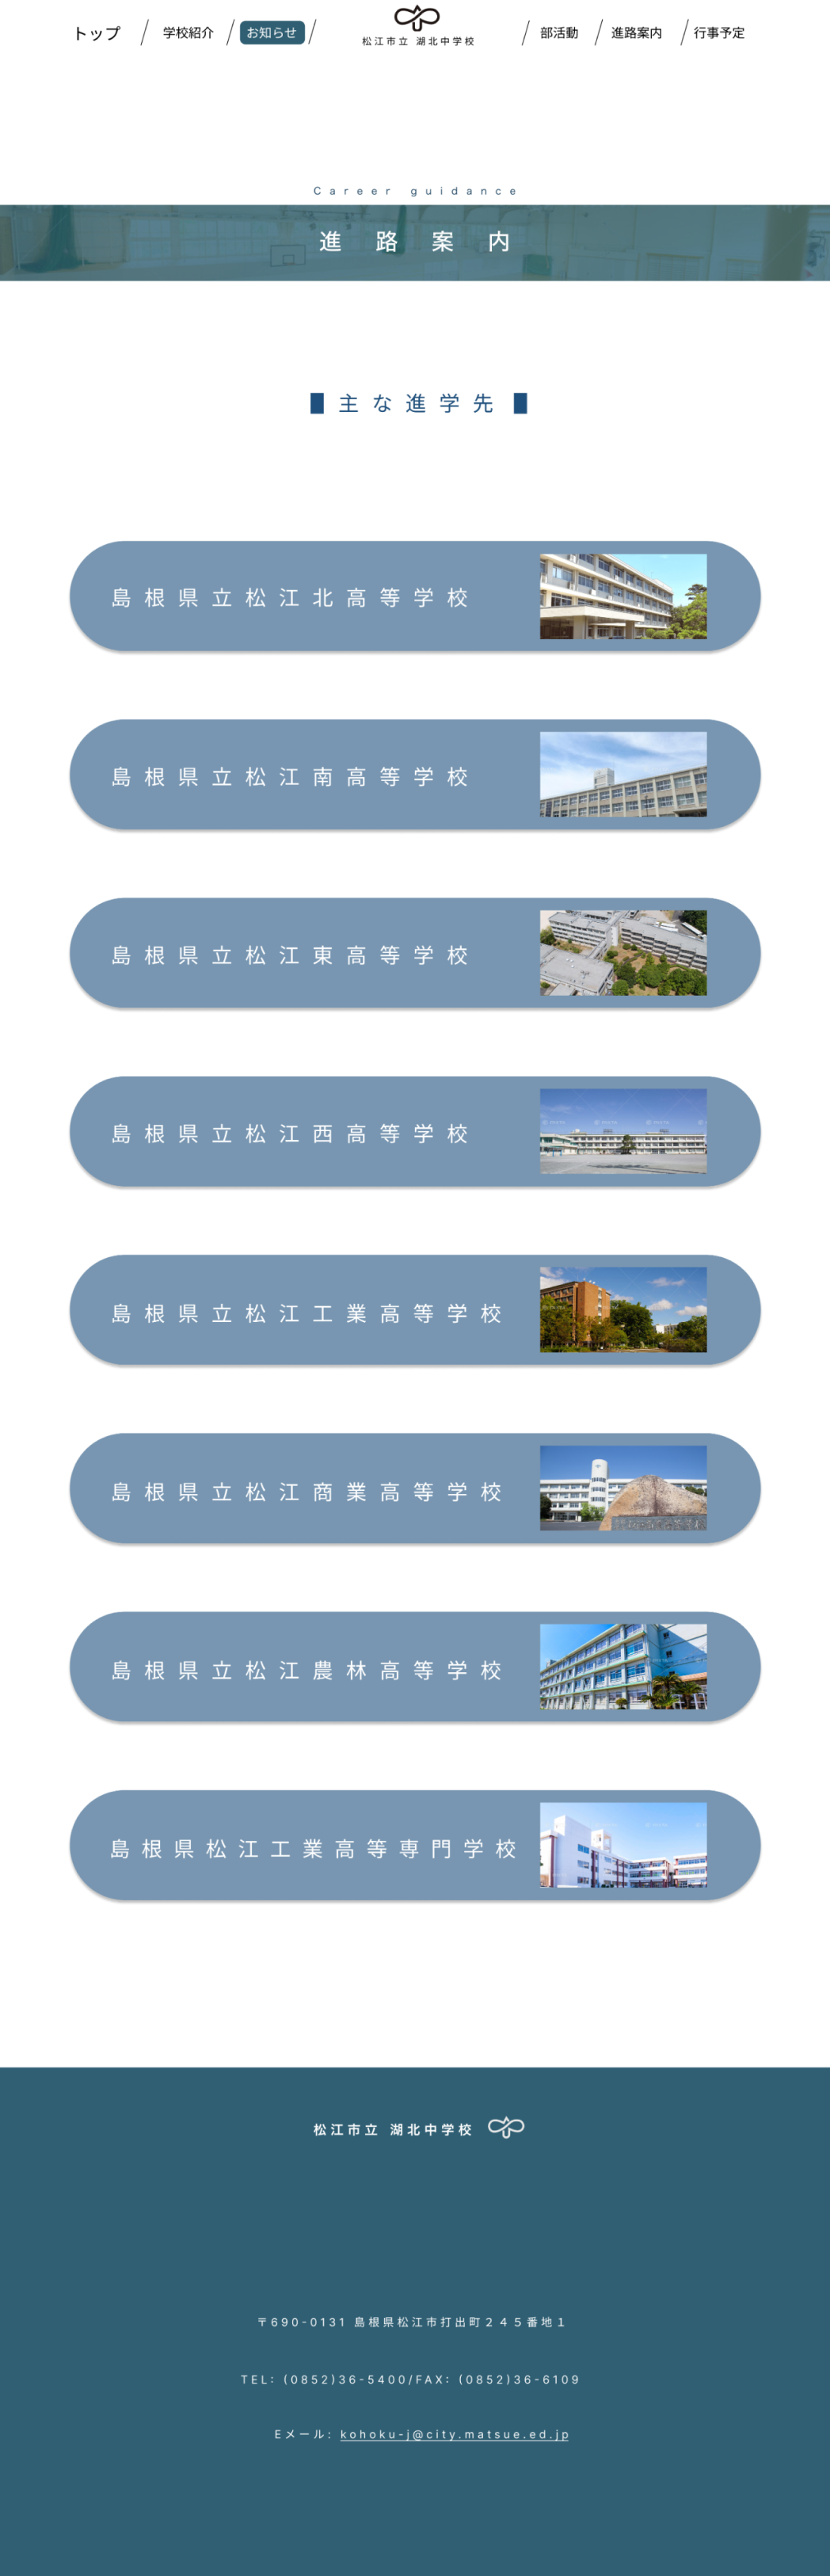 トップ
学校紹介
お知らせ
松江市立 湖北中学校
部活動
進路案内
行事予定
Career guidance
進路案内
主な進学先
島根県立松江北高等学校
島根県立松江南高等学校
島根県立松江東高等学校
島根県立松江西高等学校
島根県立松江工業高等学校
島根県立松江商業高等学校
島根県立松江農林高等学校
島根県松江工業高等専門学校
松江市立 湖北中学校
〒690-0131 島根県松江市打出町２４５番地１
TEL: (0852)36-5400/FAX: (0852)36-6109
Eメール: kohoku-j@city.matsue.ed.jp